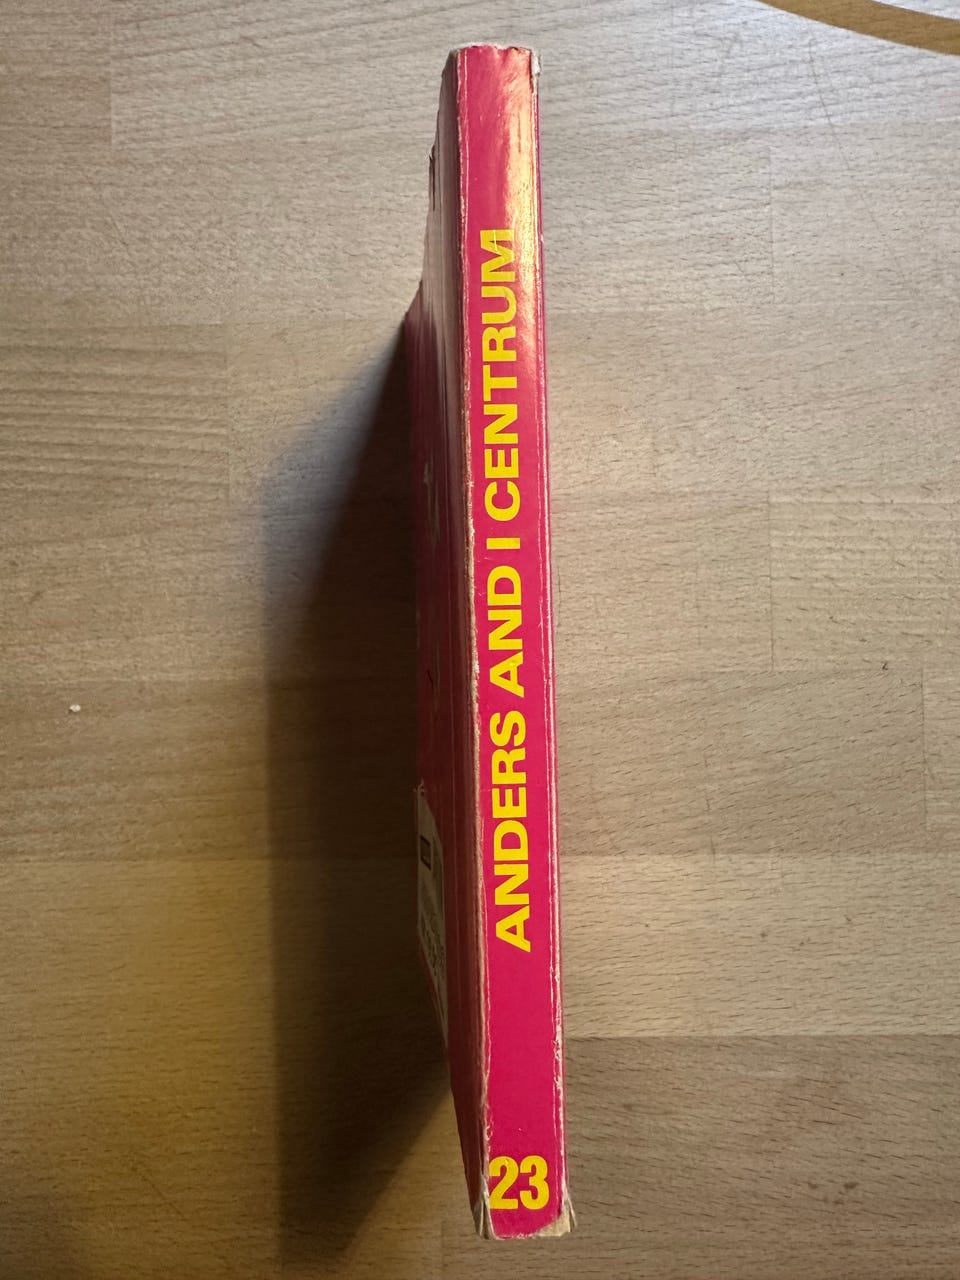 ANDERS AND I CENTRUM
23